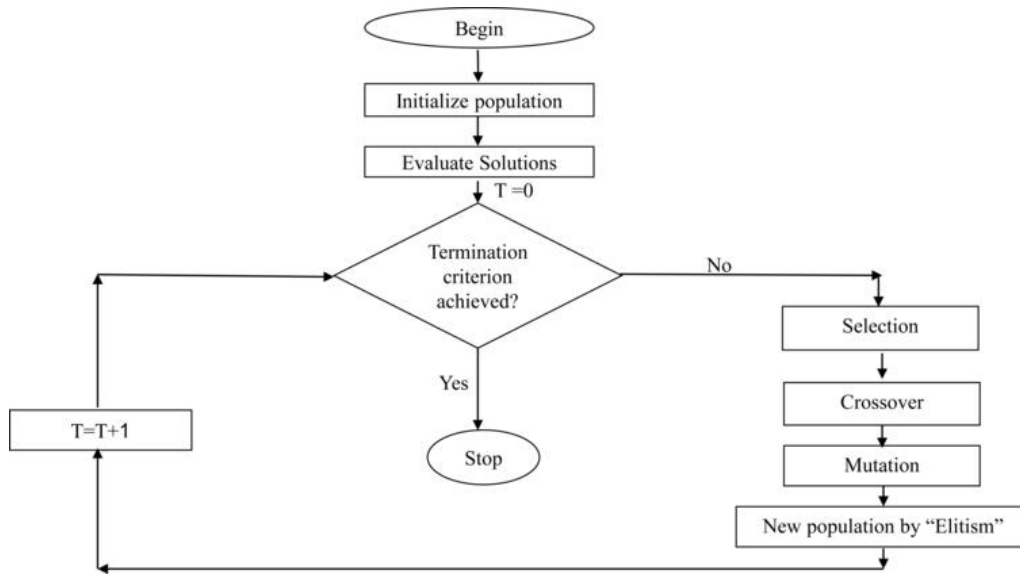 Begin
Initialize population
Evaluate Solutions
T =0
Termination
criterion
achieved?
No
Selection
Yes
Crossover
T=T+1
Stop
Mutation
New population by “Elitism”